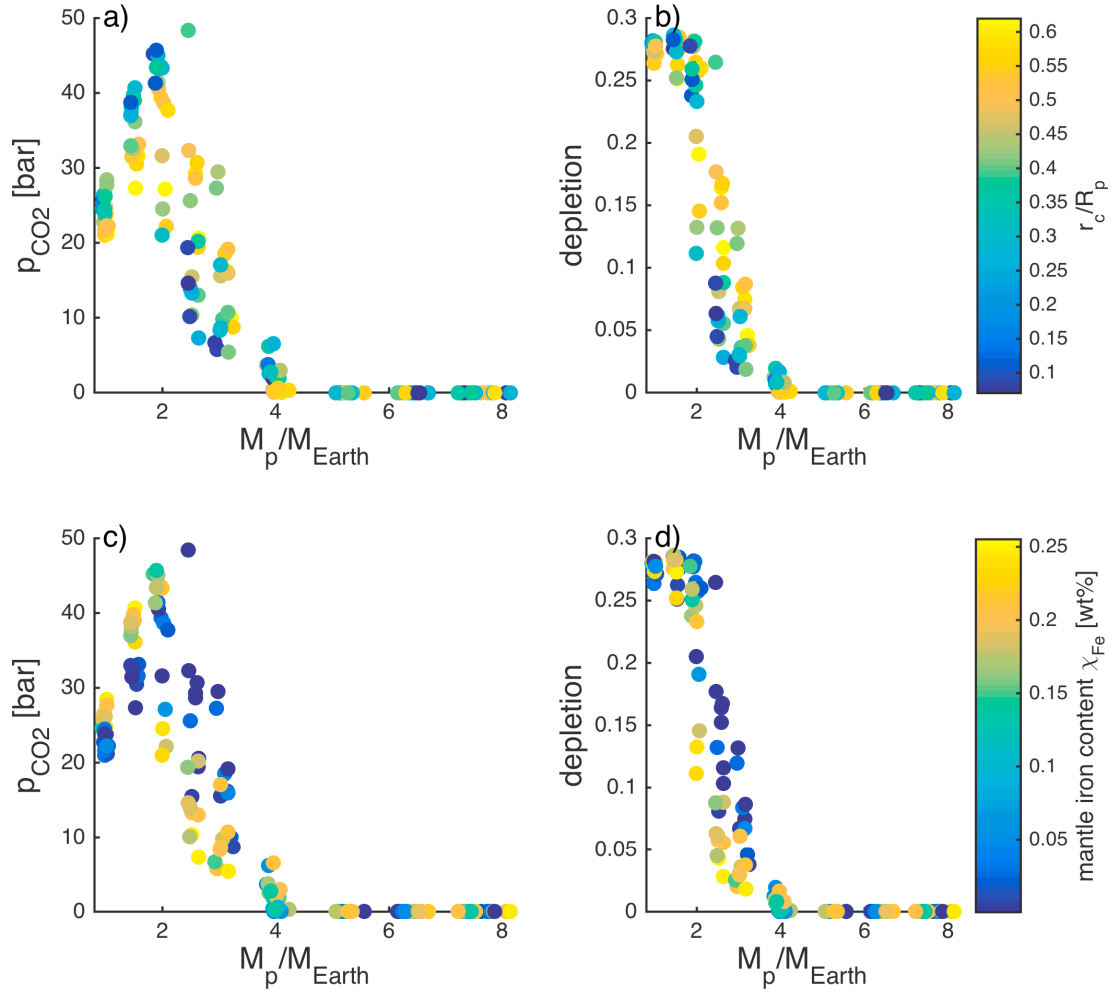 a)
50
40
30
20
10
0
p_CO2 [bar]
2 4 6 8
M_p/M_Earth
b)
0.3
0.25
0.2
0.15
0.1
0.05
0
depletion
2 4 6 8
M_p/M_Earth
0.6
0.55
0.5
0.45
0.4
0.35
0.3
0.25
0.2
0.15
0.1
r_c/R_p
c)
50
40
30
20
10
0
p_CO2 [bar]
2 4 6 8
M_p/M_Earth
d)
0.3
0.25
0.2
0.15
0.1
0.05
0
depletion
2 4 6 8
M_p/M_Earth
0.25
0.2
0.15
0.1
0.05
mantle iron content χ_Fe [wt%]